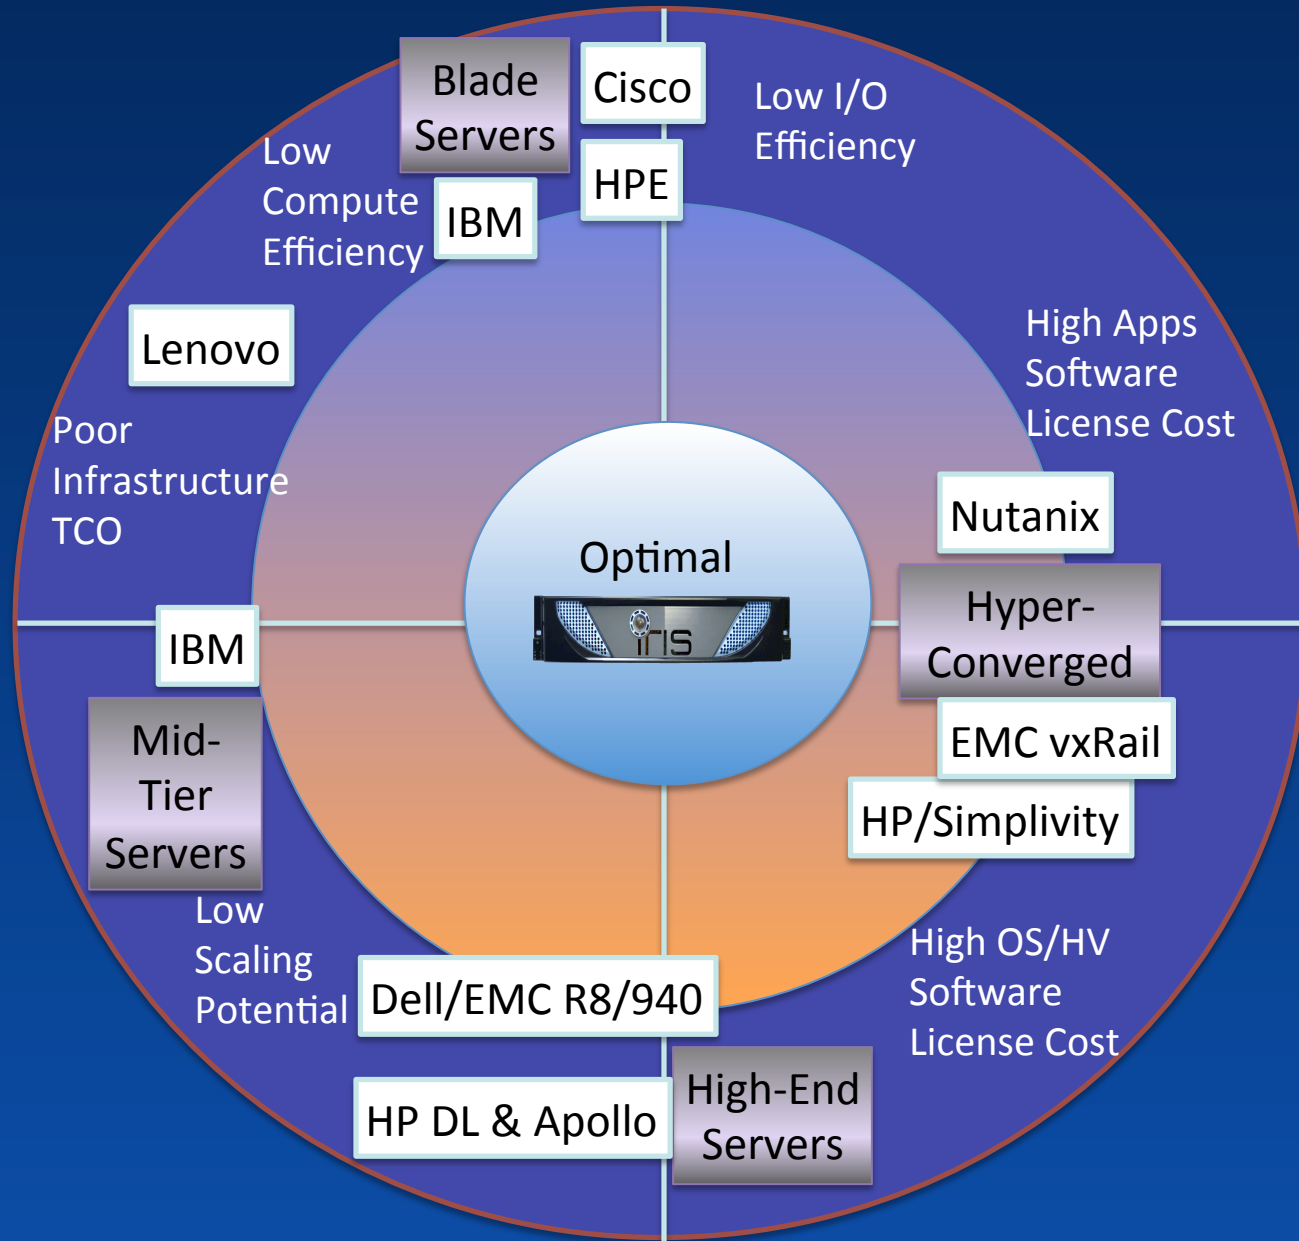 Blade
Servers
Cisco
HPE
IBM
Low I/O
Efficiency
Low
Compute
Efficiency
Lenovo
High Apps
Software
License Cost
Poor
Infrastructure
TCO
Nutanix
Optimal
iris
Hyper-
Converged
IBM
EMC vxRail
Mid-
Tier
Servers
HP/Simplivity
Low
Scaling
Potential
High OS/HV
Software
License Cost
Dell/EMC R8/940
HP DL & Apollo
High-End
Servers